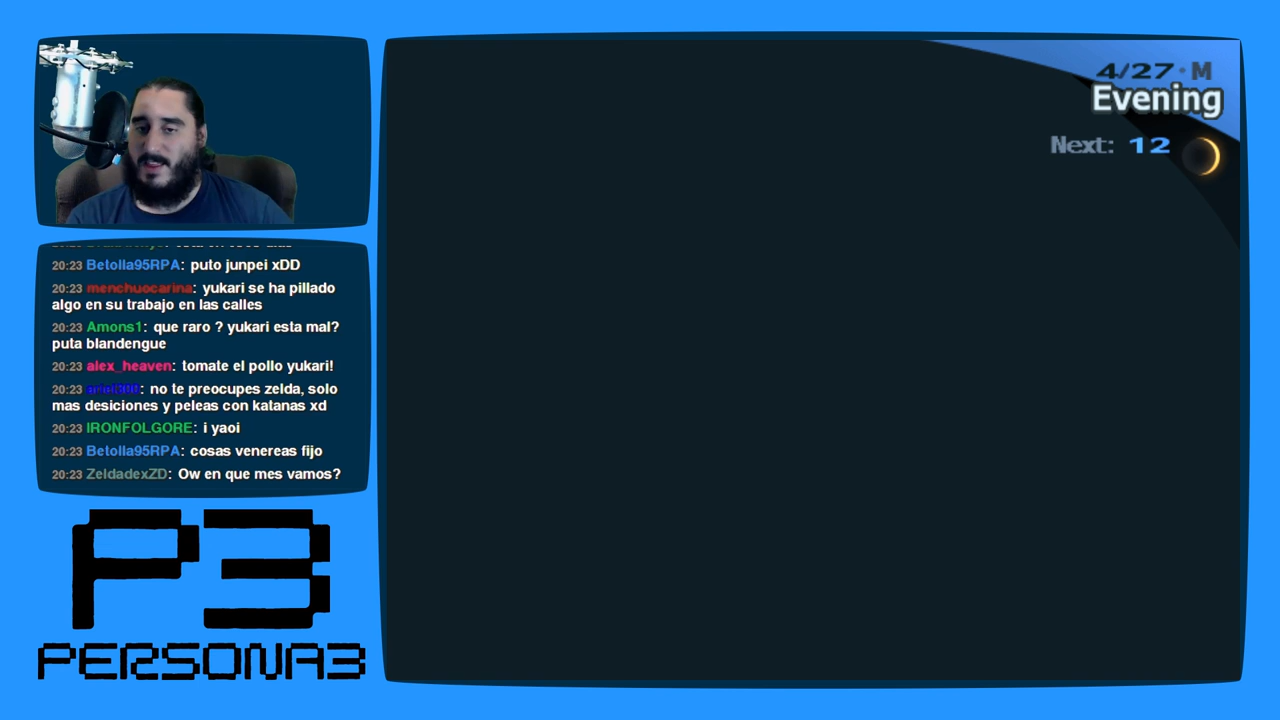 4/27·M
Evening
Next: 12
20:23 Betolla95RPA: puto junpei xDD
20:23 menchuocarina: yukari se ha pillado
algo en su trabajo en las calles
20:23 Amons1: que raro ? yukari esta mal?
puta blandengue
20:23 alex_heaven: tomate el pollo yukari!
20:23 : no te preocupes zelda, solo
mas desiciones y peleas con katanas xd
20:23 IRONFOLGORE: i yaoi
20:23 Betolla95RPA: cosas venereas fijo
20:23 ZeldadexZD: Ow en que mes vamos?
P3
PERSONA3